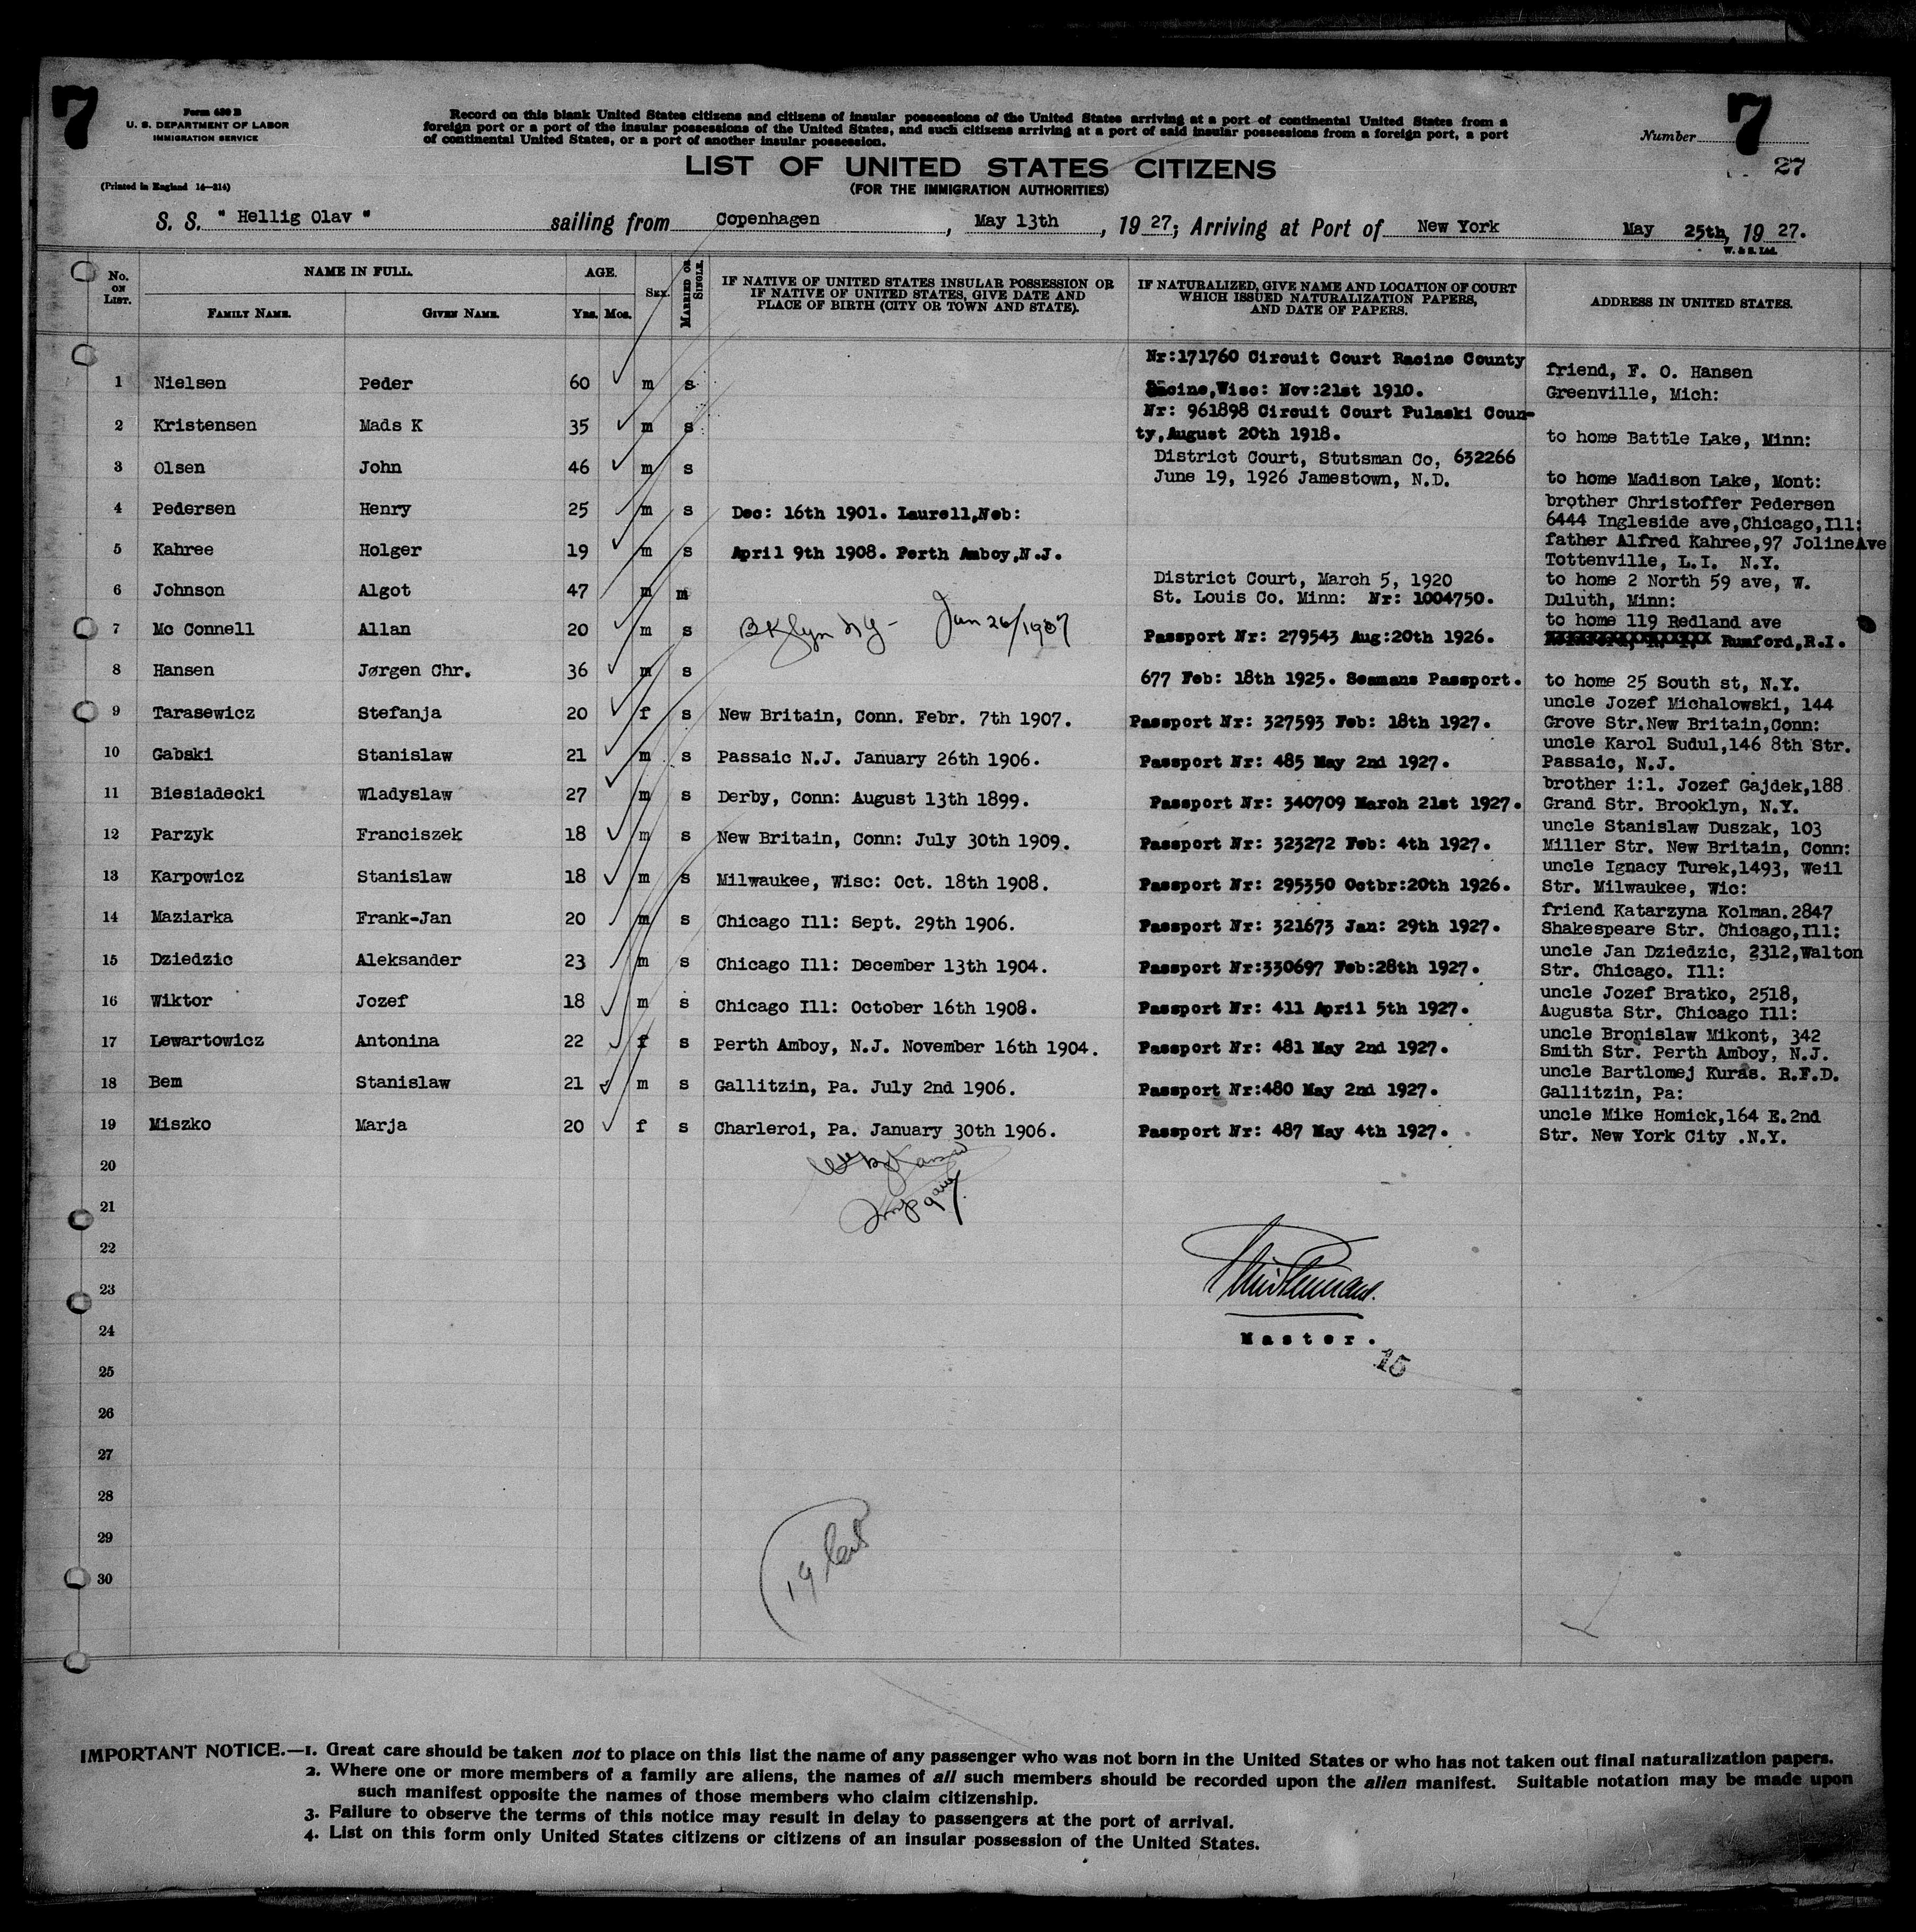 7
Form 630 B
U. S. DEPARTMENT OF LABOR
IMMIGRATION SERVICE
(Printed in England 14—214)
Record on this blank United States citizens and citizens of insular possessions of the United States arriving at a port of continental United States from a
foreign port or a port of the insular possessions of the United States, and such citizens arriving at a port of said insular possessions from a foreign port, a port
of continental United States, or a port of another insular possession.
LIST OF UNITED STATES CITIZENS
(FOR THE IMMIGRATION AUTHORITIES)
Number 7
27
S. S. " Hellig Olav " sailing from Copenhagen, May 13th, 19 27; Arriving at Port of New York May 25th, 19 27.
W. & S. Ltd.
No. ON LIST.
NAME IN FULL.
FAMILY NAME.
GIVEN NAME.
AGE.
YRS. MOS.
SEX.
MARRIED OR SINGLE.
IF NATIVE OF UNITED STATES INSULAR POSSESSION OR
IF NATIVE OF UNITED STATES, GIVE DATE AND
PLACE OF BIRTH (CITY OR TOWN AND STATE).
IF NATURALIZED, GIVE NAME AND LOCATION OF COURT
WHICH ISSUED NATURALIZATION PAPERS,
AND DATE OF PAPERS.
ADDRESS IN UNITED STATES.
1 Nielsen Peder 60 m s Nr:171760 Circuit Court Racine County
Racine,Wisc: Nov:21st 1910.
friend, F. O. Hansen
Greenville, Mich:
2 Kristensen Mads K 35 m s Nr: 961898 Circuit Court Pulaski Coun-
ty,August 20th 1918.
to home Battle Lake, Minn:
3 Olsen John 46 m s District Court, Stutsman Co, 632266
June 19, 1926 Jamestown, N.D.
to home Madison Lake, Mont:
4 Pedersen Henry 25 m s Dec: 16th 1901. Laurell,Neb:
brother Christoffer Pedersen
6444 Ingleside ave,Chicago,Ill:
5 Kahree Holger 19 m s April 9th 1908. Perth Amboy,N.J.
father Alfred Kahree,97 JolineAve
Tottenville, L.I. N.Y.
6 Johnson Algot 47 m m District Court, March 5, 1920
St. Louis Co. Minn: Nr: 1004750.
to home 2 North 59 ave, W.
Duluth, Minn:
7 Mc Connell Allan 20 m s BKlyn NY- Jan 26/1907
Passport Nr: 279543 Aug:20th 1926.
to home 119 Redland ave
Rumford,R.I.
8 Hansen Jørgen Chr. 36 m s 677 Feb: 18th 1925. Seamans Passport.
to home 25 South st, N.Y.
9 Tarasewicz Stefanja 20 f s New Britain, Conn. Febr. 7th 1907.
Passport Nr: 327593 Feb: 18th 1927.
uncle Jozef Michalowski, 144
Grove Str.New Britain,Conn:
10 Gabski Stanislaw 21 m s Passaic N.J. January 26th 1906.
Passport Nr: 485 May 2nd 1927.
uncle Karol Sudul,146 8th Str.
Passaic, N.J.
11 Biesiadecki Wladyslaw 27 m s Derby, Conn: August 13th 1899.
Passport Nr: 340709 March 21st 1927.
brother i:l. Jozef Gajdek,188
Grand Str. Brooklyn, N.Y.
12 Parzyk Franciszek 18 m s New Britain, Conn: July 30th 1909.
Passport Nr: 323272 Feb: 4th 1927.
uncle Stanislaw Duszak, 103
Miller Str. New Britain, Conn:
13 Karpowicz Stanislaw 18 m s Milwaukee, Wisc: Oct. 18th 1908.
Passport Nr: 295350 Octbr:20th 1926.
uncle Ignacy Turek,1493, Weil
Str. Milwaukee, Wic:
14 Maziarka Frank-Jan 20 m s Chicago Ill: Sept. 29th 1906.
Passport Nr: 321673 Jan: 29th 1927.
friend Katarzyna Kolman.2847
Shakespeare Str. Chicago,Ill:
15 Dziedzic Aleksander 23 m s Chicago Ill: December 13th 1904.
Passport Nr:330697 Feb:28th 1927.
uncle Jan Dziedzic, 2312,Walton
Str. Chicago. Ill:
16 Wiktor Jozef 18 m s Chicago Ill: October 16th 1908.
Passport Nr: 411 April 5th 1927.
uncle Jozef Bratko, 2518,
Augusta Str. Chicago Ill:
17 Lewartowicz Antonina 22 f s Perth Amboy, N.J. November 16th 1904.
Passport Nr: 481 May 2nd 1927.
uncle Bronislaw Mikont, 342
Smith Str. Perth Amboy, N.J.
18 Bem Stanislaw 21 m s Gallitzin, Pa. July 2nd 1906.
Passport Nr:480 May 2nd 1927.
uncle Bartlomej Kuras. R.F.D.
Gallitzin, Pa:
19 Miszko Marja 20 f s Charleroi, Pa. January 30th 1906.
Passport Nr: 487 May 4th 1927.
uncle Mike Homick,164 E.2nd
Str. New York City .N.Y.
20
21
22
23
24
Master.
15
25
26
27
28
29
30
19
IMPORTANT NOTICE.—1. Great care should be taken not to place on this list the name of any passenger who was not born in the United States or who has not taken out final naturalization papers.
2. Where one or more members of a family are aliens, the names of all such members should be recorded upon the alien manifest. Suitable notation may be made upon
such manifest opposite the names of those members who claim citizenship.
3. Failure to observe the terms of this notice may result in delay to passengers at the port of arrival.
4. List on this form only United States citizens or citizens of an insular possession of the United States.